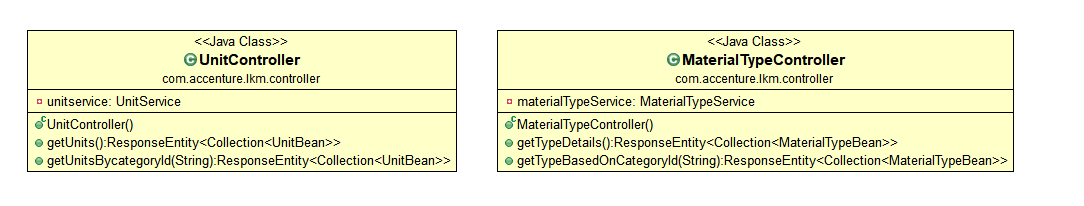 <<Java Class>>
UnitController
com.accenture.lkm.controller
unitservice: UnitService
UnitController()
getUnits():ResponseEntity<Collection<UnitBean>>
getUnitsBycategoryId(String):ResponseEntity<Collection<UnitBean>>
<<Java Class>>
MaterialTypeController
com.accenture.lkm.controller
materialTypeService: MaterialTypeService
MaterialTypeController()
getTypeDetails():ResponseEntity<Collection<MaterialTypeBean>>
getTypeBasedOnCategoryId(String):ResponseEntity<Collection<MaterialTypeBean>>